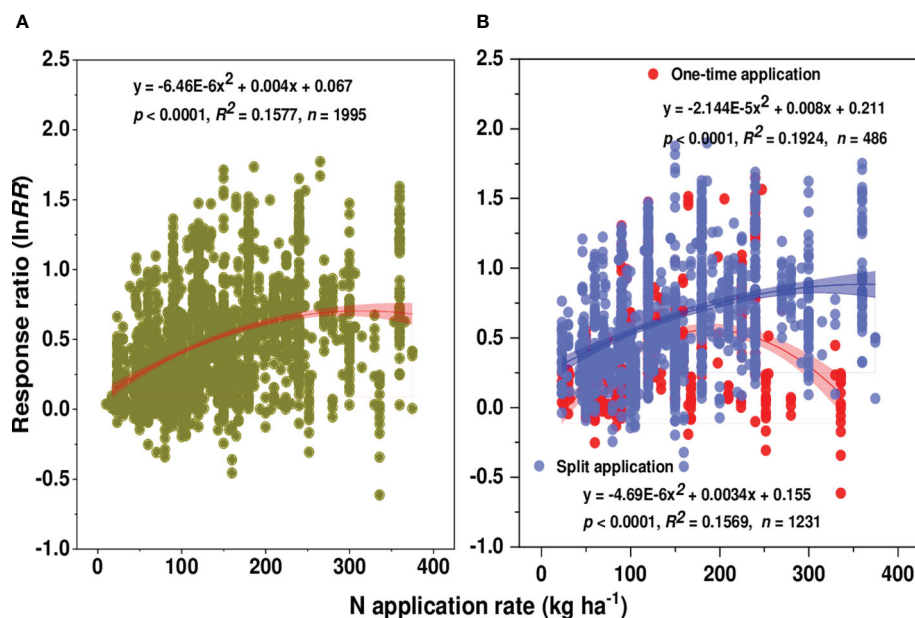 A
B
2.5
2.0
1.5
1.0
0.5
0.0
-0.5
-1.0
Response ratio (lnRR)
y = -6.46E-6x² + 0.004x + 0.067
p < 0.0001, R² = 0.1577, n = 1995
0 100 200 300 400
2.5
2.0
1.5
1.0
0.5
0.0
-0.5
-1.0
One-time application
y = -2.144E-5x² + 0.008x + 0.211
p < 0.0001, R² = 0.1924, n = 486
Split application
y = -4.69E-6x² + 0.0034x + 0.155
p < 0.0001, R² = 0.1569, n = 1231
0 100 200 300 400
N application rate (kg ha⁻¹)